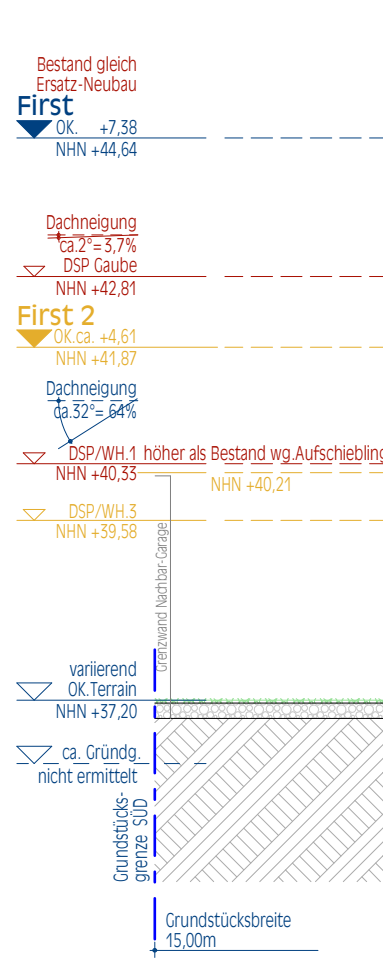 Bestand gleich
Ersatz-Neubau
First
OK. +7,38
NHN +44,64
Dachneigung
ca.2°= 3,7%
DSP Gaube
NHN +42,81
First 2
OK.ca. +4,61
NHN +41,87
Dachneigung
ca.32°= 64%
DSP/WH.1 höher als Bestand wg.Aufschiebling
NHN +40,33
NHN +40,21
DSP/WH.3
NHN +39,58
Grenzwand Nachbar-Garage
variierend
OK.Terrain
NHN +37,20
ca. Gründg.
nicht ermittelt
Grundstücks-
grenze SÜD
Grundstücksbreite
15,00m